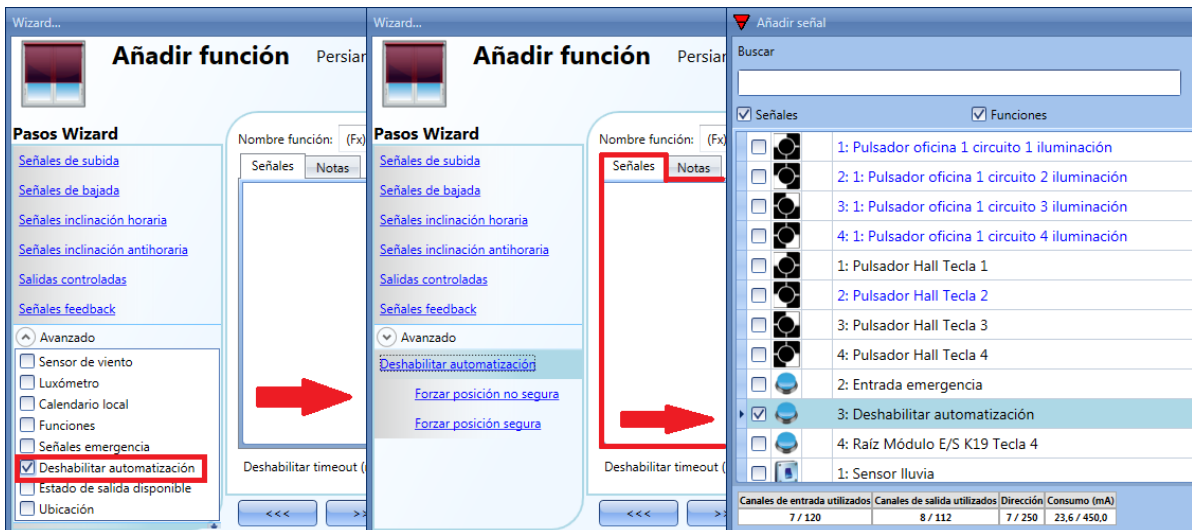 Wizard...
Añadir función Persian
Pasos Wizard
Señales de subida
Señales de bajada
Señales inclinación horaria
Señales inclinación antihoraria
Salidas controladas
Señales feedback
Avanzado
Sensor de viento
Luxómetro
Calendario local
Funciones
Señales emergencia
Deshabilitar automatización
Estado de salida disponible
Ubicación
Nombre función: (Fx)
Señales Notas
Deshabilitar timeout (
<<< >>
Wizard...
Añadir función Persian
Pasos Wizard
Señales de subida
Señales de bajada
Señales inclinación horaria
Señales inclinación antihoraria
Salidas controladas
Señales feedback
Avanzado
Deshabilitar automatización
Forzar posición no segura
Forzar posición segura
Nombre función: (Fx)
Señales Notas
Deshabilitar timeout (
<<< >>
Añadir señal
Buscar
Señales Funciones
1: Pulsador oficina 1 circuito 1 iluminación
2: 1: Pulsador oficina 1 circuito 2 iluminación
3: 1: Pulsador oficina 1 circuito 3 iluminación
4: 1: Pulsador oficina 1 circuito 4 iluminación
1: Pulsador Hall Tecla 1
2: Pulsador Hall Tecla 2
3: Pulsador Hall Tecla 3
4: Pulsador Hall Tecla 4
2: Entrada emergencia
3: Deshabilitar automatización
4: Raíz Módulo E/S K19 Tecla 4
1: Sensor lluvia
Canales de entrada utilizados Canales de salida utilizados Dirección Consumo (mA)
7 / 120 8 / 112 7 / 250 23,6 / 450,0